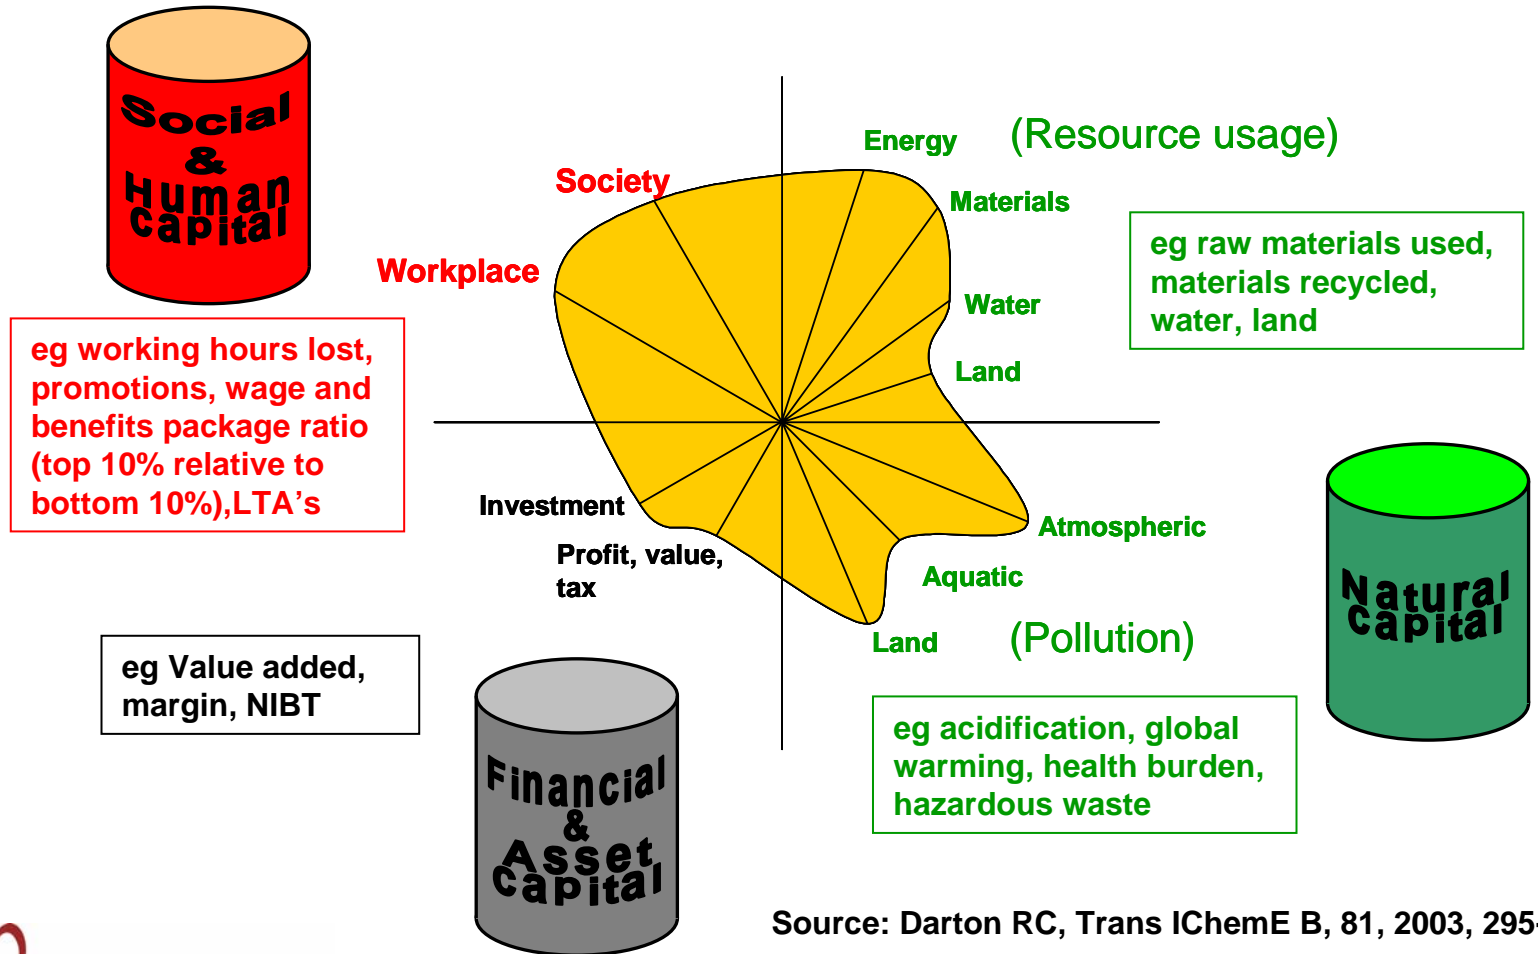 Social
&
Human
Capital
Energy
(Resource usage)
Society
Materials
Workplace
eg raw materials used,
materials recycled,
water, land
Water
eg working hours lost,
promotions, wage and
benefits package ratio
(top 10% relative to
bottom 10%),LTA's
Land
Investment
Atmospheric
Profit, value,
tax
Aquatic
Natural
Capital
Land
(Pollution)
eg Value added,
margin, NIBT
eg acidification, global
warming, health burden,
hazardous waste
Financial
&
Asset
Capital
Source: Darton RC, Trans IChemE B, 81, 2003, 295-